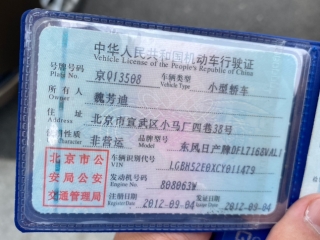 中华人民共和国机动车行驶证
Vehicle License of the People's Republic of China
号牌号码 京Q13508 车辆类型 小型轿车
Plate No. Vehicle Type
所有人 魏芳迪
Owner
住址 北京市宣武区小马厂四巷38号
Address
使用性质 非营运 品牌型号 东风日产牌DFL7168VAL1
车辆识别代号
VIN LGBH52E0XCY011479
北京市公
安局公安
交通管理局
发动机号码 808063W
Engine No.
注册日期 2012-09-04 发证日期 2012-09-04
Register Date Issue Date